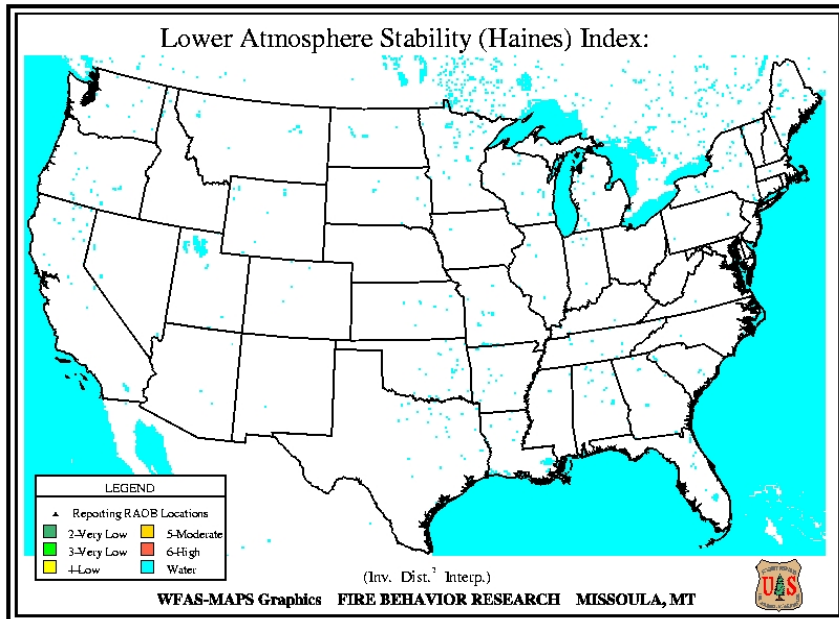 Lower Atmosphere Stability (Haines) Index:
LEGEND
Reporting RAOB Locations
2-Very Low
5-Moderate
3-Very Low
6-High
4-Low
Water
(Inv. Dist.² Interp.)
WFAS-MAPS Graphics FIRE BEHAVIOR RESEARCH MISSOULA, MT
U S